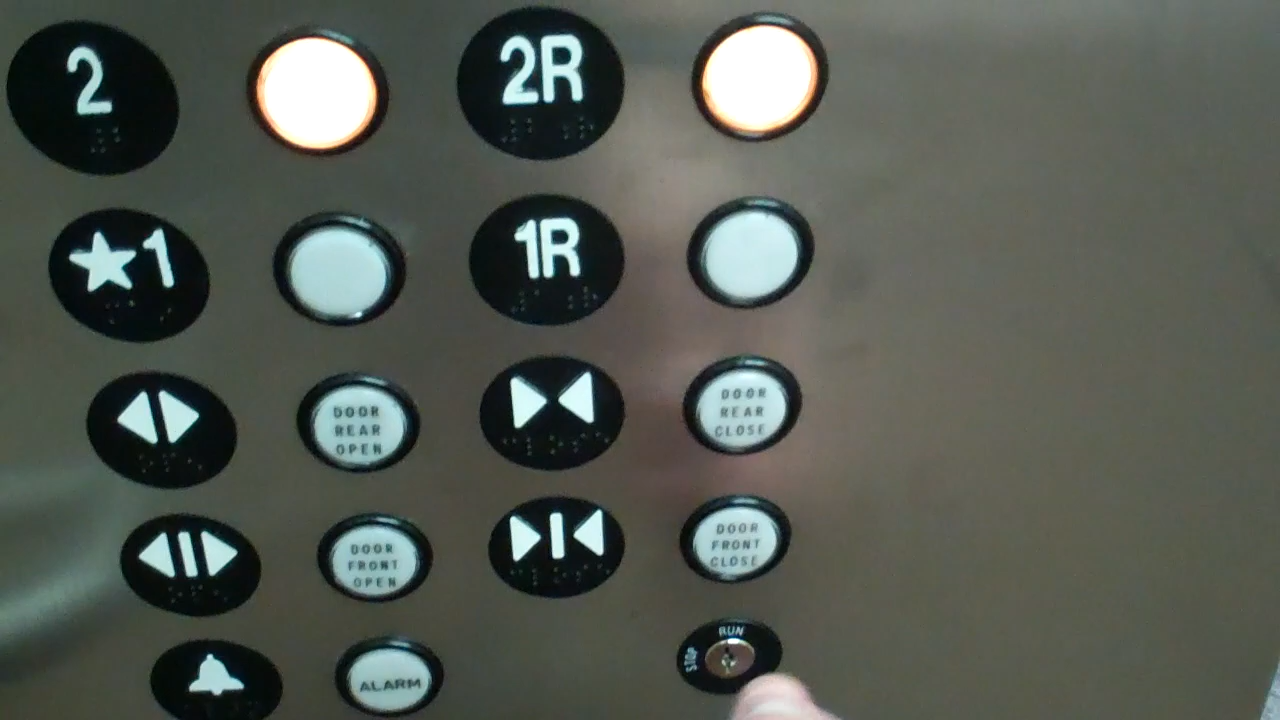 2
2R
★1
1R
DOOR
REAR
OPEN
DOOR
REAR
CLOSE
DOOR
FRONT
OPEN
DOOR
FRONT
CLOSE
ALARM
RUN
STOP